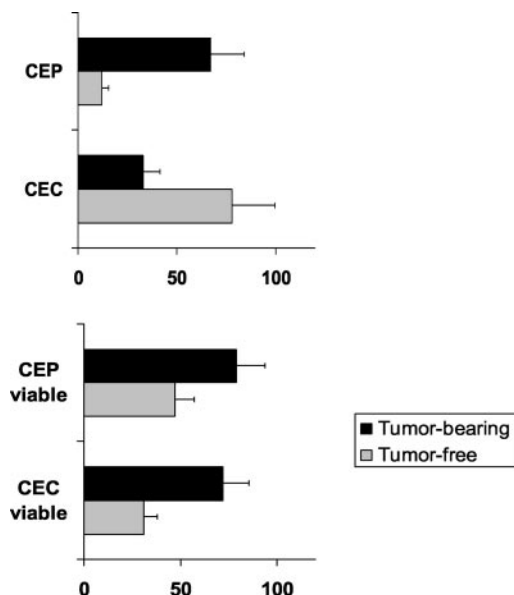 CEP
CEC
0 50 100
CEP
viable
CEC
viable
0 50 100
Tumor-bearing
Tumor-free